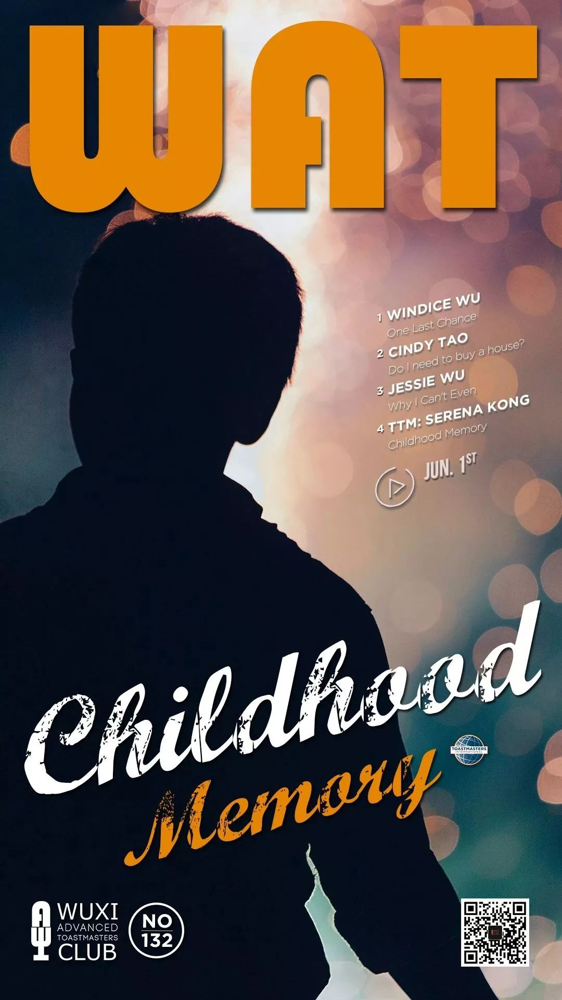 WAT
1 WINDICE WU
One Last Chance
2 CINDY TAO
Do I need to buy a house?
3 JESSIE WU
Why I Can't Even
4 TTM: SERENA KONG
Childhood Memory
JUN. 1ST
Childhood
Memory
TOASTMASTERS
INTERNATIONAL
WUXI
ADVANCED
TOASTMASTERS
CLUB
NO
132